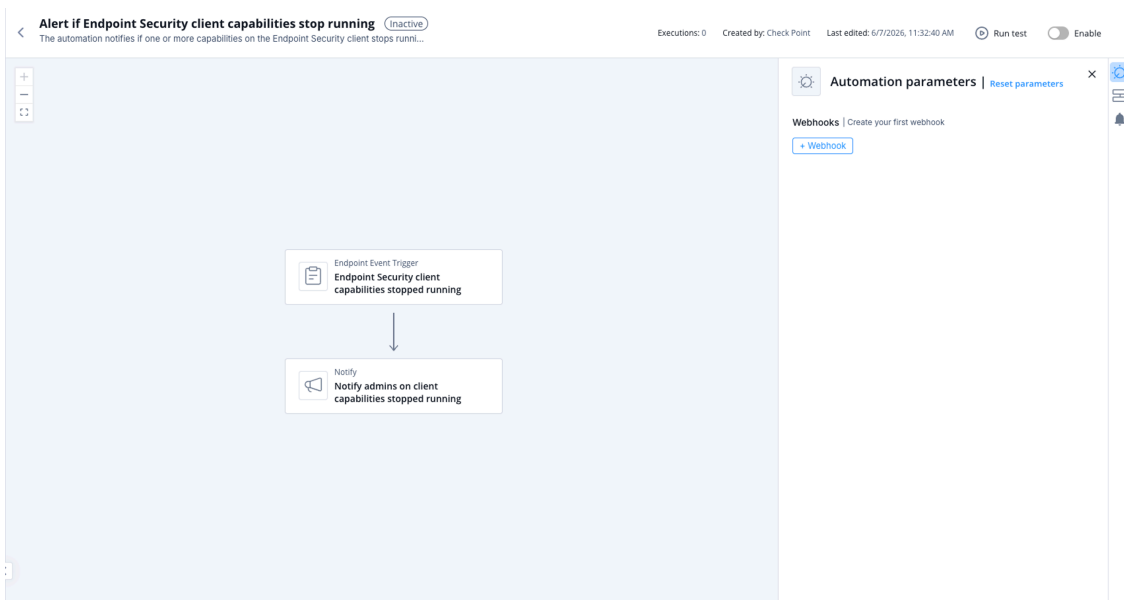 Alert if Endpoint Security client capabilities stop running Inactive
The automation notifies if one or more capabilities on the Endpoint Security client stops runni...
Executions: 0 Created by: Check Point Last edited: 6/7/2026, 11:32:40 AM Run test Enable
Automation parameters | Reset parameters
Webhooks | Create your first webhook
+ Webhook
Endpoint Event Trigger
Endpoint Security client
capabilities stopped running
Notify
Notify admins on client
capabilities stopped running